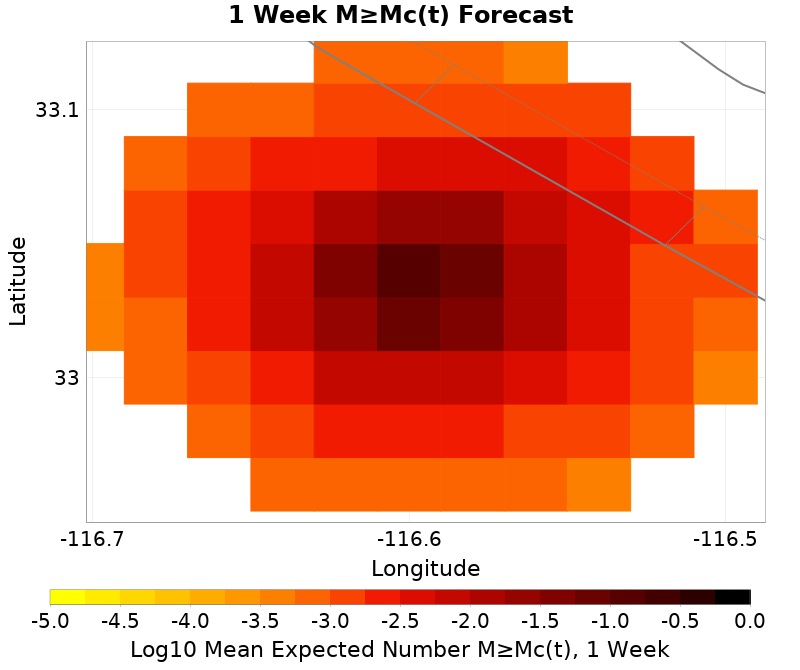 1 Week M≥Mc(t) Forecast
33.1
33
Latitude
-116.7 -116.6 -116.5
Longitude
-5.0 -4.5 -4.0 -3.5 -3.0 -2.5 -2.0 -1.5 -1.0 -0.5 0.0
Log10 Mean Expected Number M≥Mc(t), 1 Week